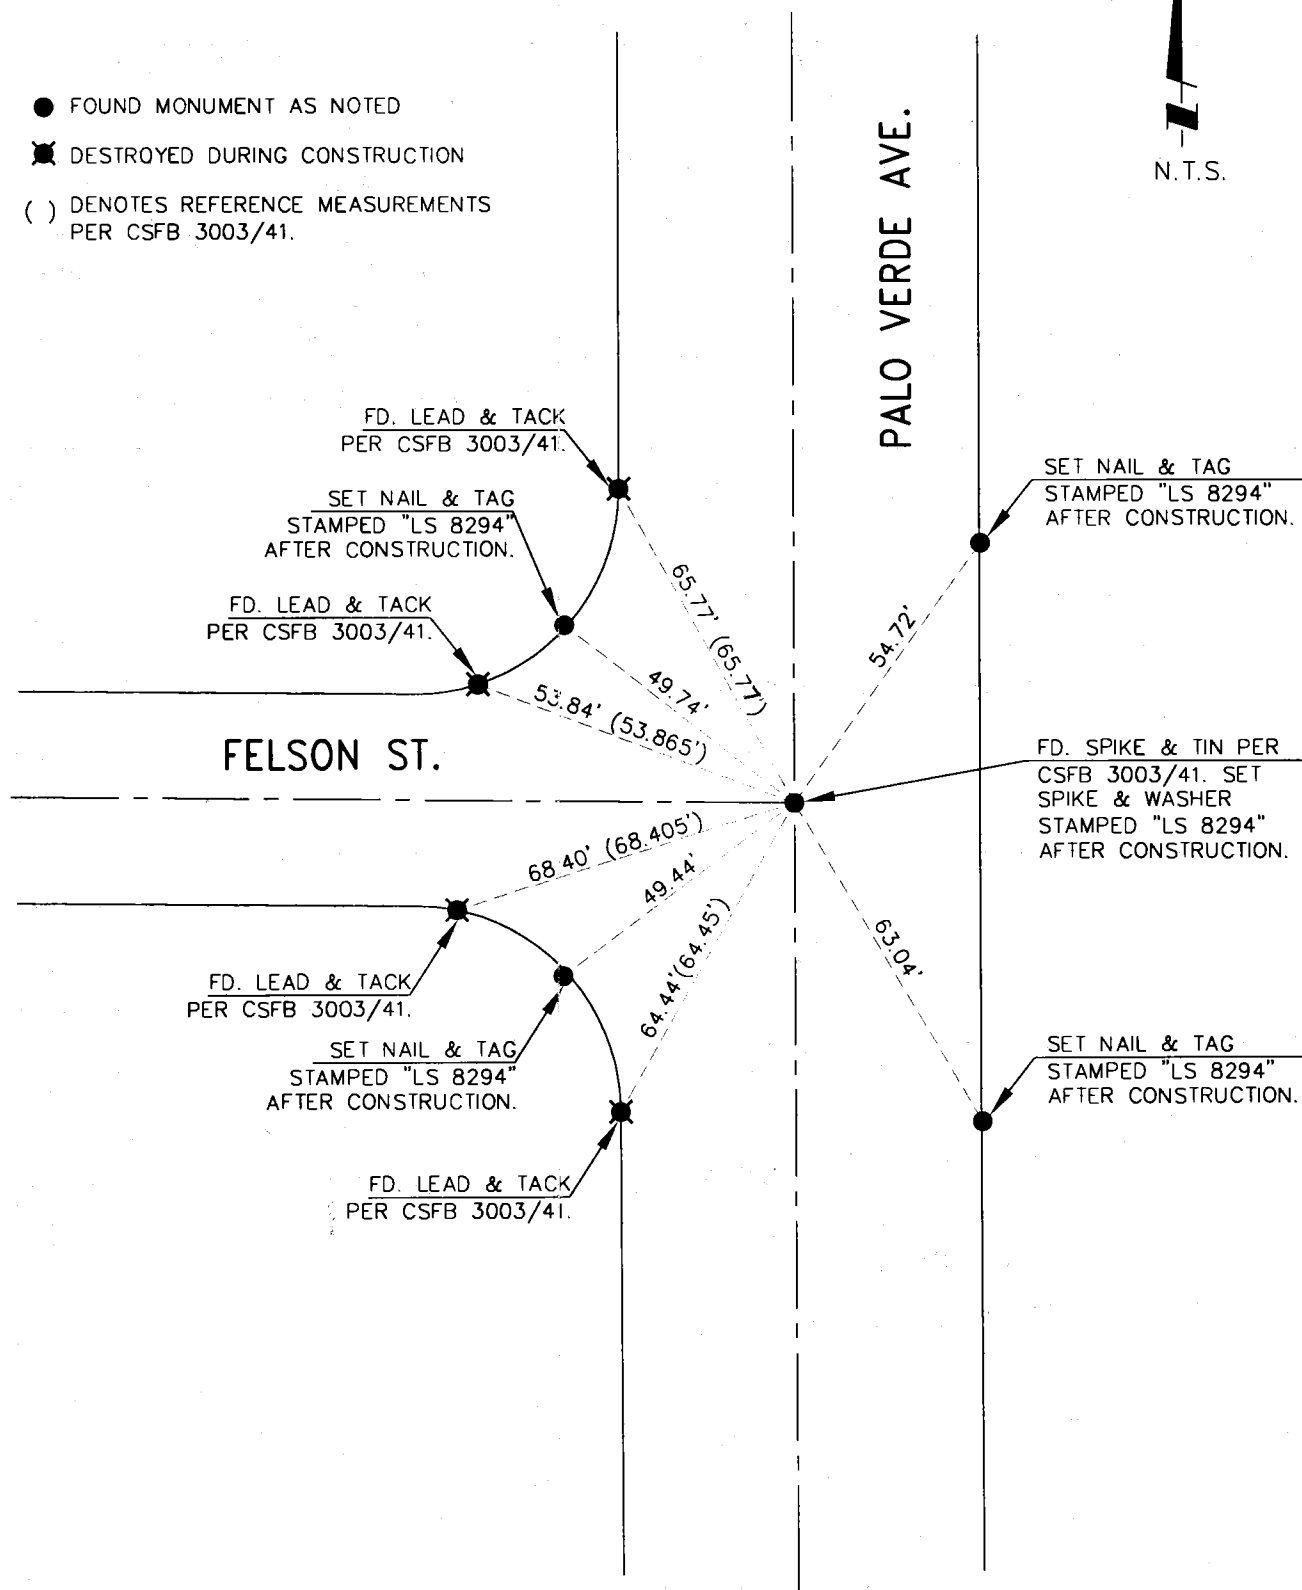 ● FOUND MONUMENT AS NOTED
DESTROYED DURING CONSTRUCTION
( ) DENOTES REFERENCE MEASUREMENTS
PER CSFB 3003/41.
N
N.T.S.
PALO VERDE AVE.
FD. LEAD & TACK
PER CSFB 3003/41.
SET NAIL & TAG
STAMPED "LS 8294"
AFTER CONSTRUCTION.
FD. LEAD & TACK
PER CSFB 3003/41.
SET NAIL & TAG
STAMPED "LS 8294"
AFTER CONSTRUCTION.
65.77' (65.77')
49.74'
53.84' (53.865')
54.72'
FELSON ST.
FD. SPIKE & TIN PER
CSFB 3003/41. SET
SPIKE & WASHER
STAMPED "LS 8294"
AFTER CONSTRUCTION.
68.40' (68.405')
49.44'
64.44' (64.45')
63.04'
FD. LEAD & TACK
PER CSFB 3003/41.
SET NAIL & TAG
STAMPED "LS 8294"
AFTER CONSTRUCTION.
SET NAIL & TAG
STAMPED "LS 8294"
AFTER CONSTRUCTION.
FD. LEAD & TACK
PER CSFB 3003/41.